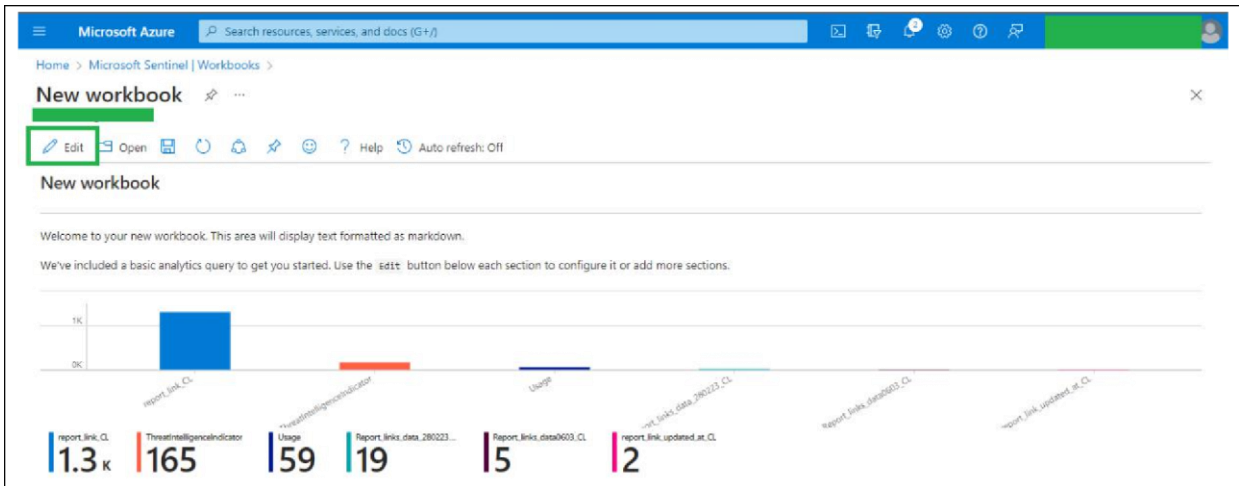 Microsoft Azure
Search resources, services, and docs (G+/)
2
Home > Microsoft Sentinel | Workbooks >
New workbook
Edit Open Help Auto refresh: Off
New workbook
Welcome to your new workbook. This area will display text formatted as markdown.
We've included a basic analytics query to get you started. Use the Edit button below each section to configure it or add more sections.
1K
0K
report_link_CL
ThreatIntelligenceIndicator
Usage
Report_links_data_280223_CL
Report_links_data0603_CL
report_link_updated_at_CL
report_link_CL
1.3 K
ThreatIntelligenceIndicator
165
Usage
59
Report_links_data_280223...
19
Report_links_data0603_CL
5
report_link_updated_at_CL
2